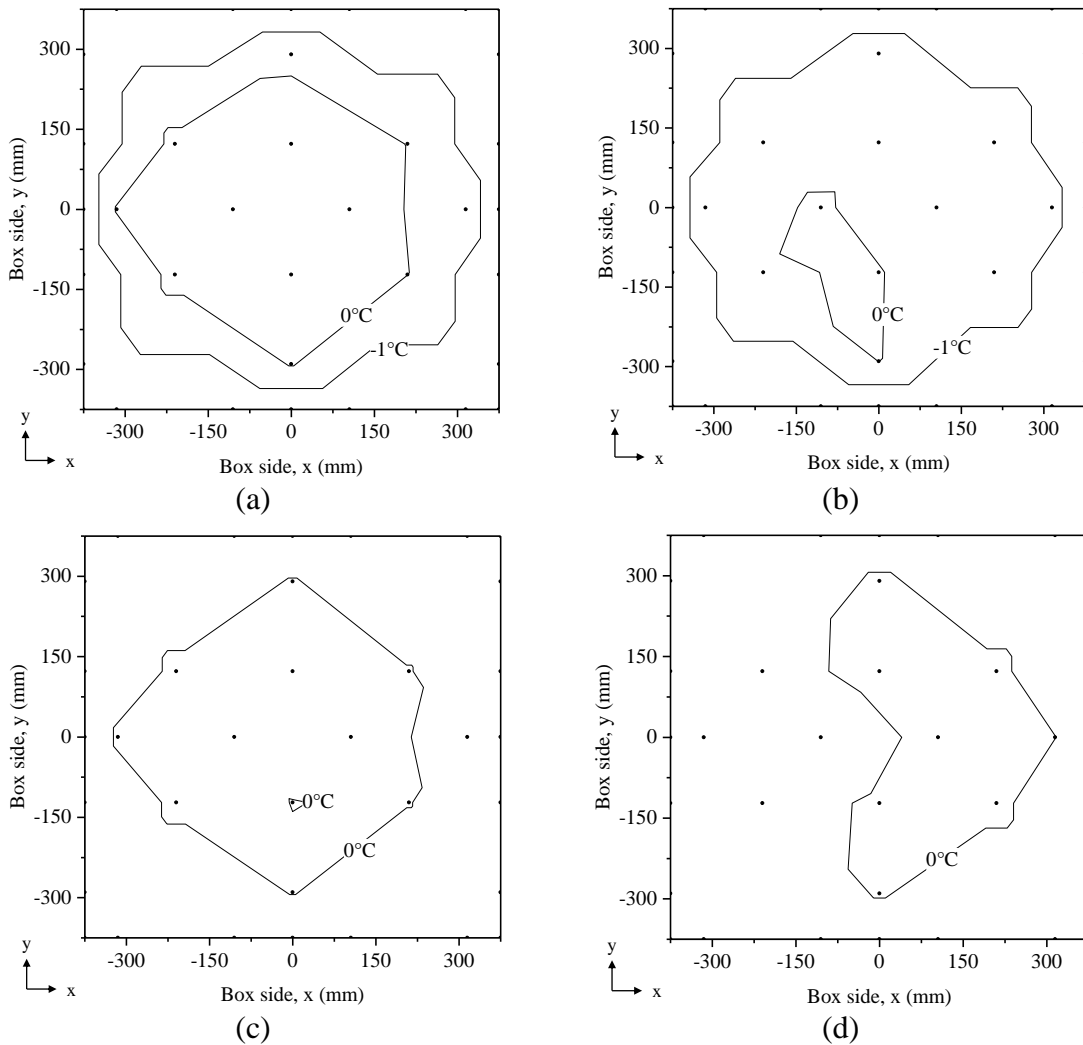 300
150
0
-150
-300
Box side, y (mm)
0°C
-1°C
-300 -150 0 150 300
Box side, x (mm)
y
x
(a)
300
150
0
-150
-300
Box side, y (mm)
0°C
-1°C
-300 -150 0 150 300
Box side, x (mm)
y
x
(b)
300
150
0
-150
-300
Box side, y (mm)
0°C
0°C
-300 -150 0 150 300
Box side, x (mm)
y
x
(c)
300
150
0
-150
-300
Box side, y (mm)
0°C
-300 -150 0 150 300
Box side, x (mm)
y
x
(d)